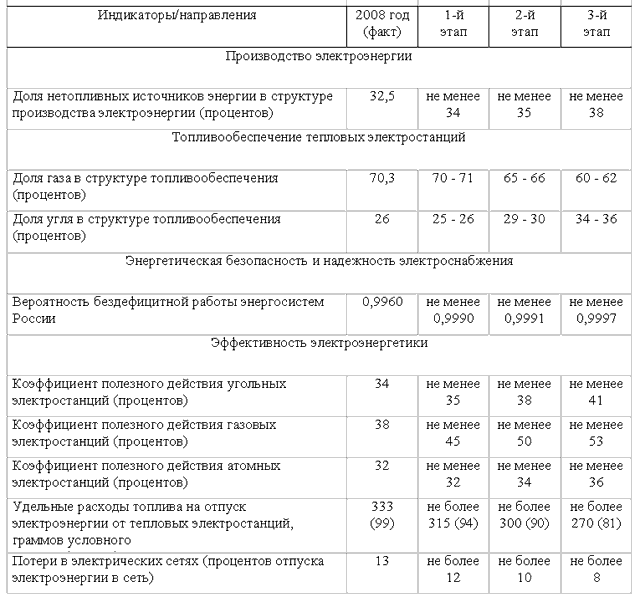 Индикаторы/направления 2008 год 1-й 2-й 3-й
(факт) этап этап этап
Производство электроэнергии
Доля нетопливных источников энергии в структуре 32,5 не менее не менее не менее
производства электроэнергии (процентов) 34 35 38
Топливообеспечение тепловых электростанций
Доля газа в структуре топливообеспечения 70,3 70 - 71 65 - 66 60 - 62
(процентов)
Доля угля в структуре топливообеспечения 26 25 - 26 29 - 30 34 - 36
(процентов)
Энергетическая безопасность и надежность электроснабжения
Вероятность бездефицитной работы энергосистем 0,9960 не менее не менее не менее
России 0,9990 0,9991 0,9997
Эффективность электроэнергетики
Коэффициент полезного действия угольных 34 не менее не менее не менее
электростанций (процентов) 35 38 41
Коэффициент полезного действия газовых 38 не менее не менее не менее
электростанций (процентов) 45 50 53
Коэффициент полезного действия атомных 32 не менее не менее не менее
электростанций (процентов) 32 34 36
Удельные расходы топлива на отпуск 333 не более не более не более
электроэнергии от тепловых электростанций, (99) 315 (94) 300 (90) 270 (81)
граммов условного
Потери в электрических сетях (процентов отпуска 13 не более не более не более
электроэнергии в сеть) 12 10 8